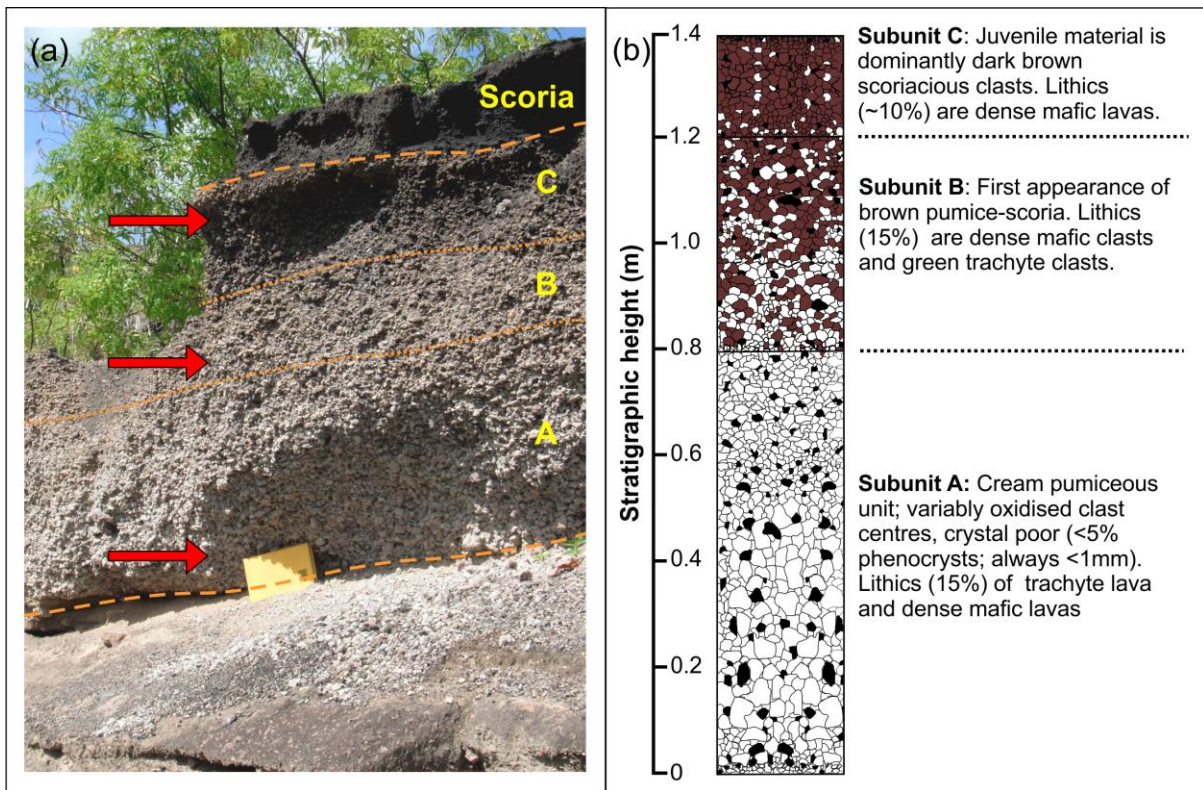 (a)
Scoria
C
B
A
(b)
Stratigraphic height (m)
1.4
1.2
1.0
0.8
0.6
0.4
0.2
0
Subunit C: Juvenile material is
dominantly dark brown
scoriacious clasts. Lithics
(~10%) are dense mafic lavas.
Subunit B: First appearance of
brown pumice-scoria. Lithics
(15%) are dense mafic clasts
and green trachyte clasts.
Subunit A: Cream pumiceous
unit; variably oxidised clast
centres, crystal poor (<5%
phenocrysts; always <1mm).
Lithics (15%) of trachyte lava
and dense mafic lavas